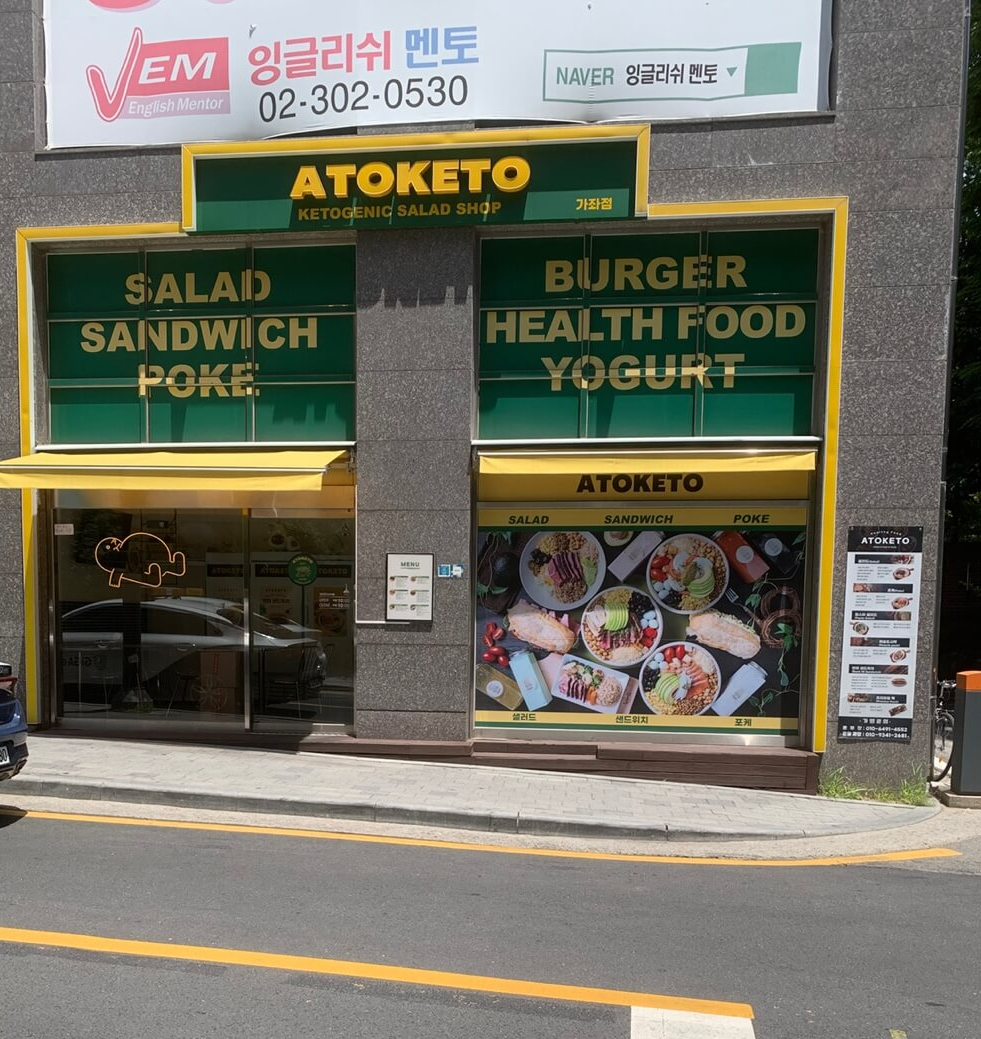 VEM
English Mentor
잉글리쉬 멘토
02-302-0530
NAVER 잉글리쉬 멘토
ATOKETO
KETOGENIC SALAD SHOP
가좌점
SALAD
SANDWICH
POKE
BURGER
HEALTH FOOD
YOGURT
ATOKETO
SALAD SANDWICH POKE
샐러드 샌드위치 포케
MENU
ATOKETO